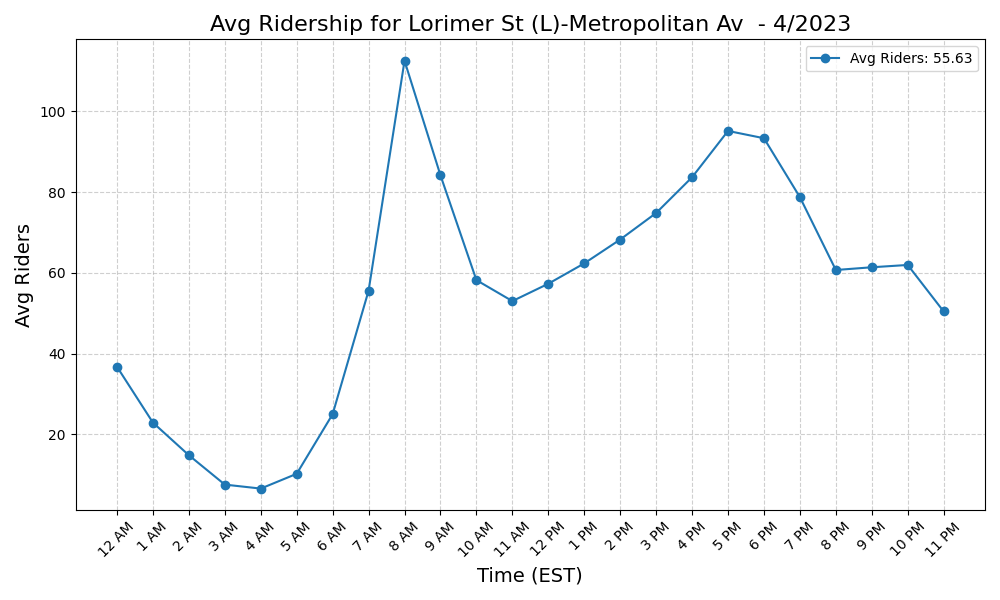 Avg Ridership for Lorimer St (L)-Metropolitan Av  - 4/2023
Avg Riders: 55.63
Avg Riders
100
80
60
40
20
12 AM
1 AM
2 AM
3 AM
4 AM
5 AM
6 AM
7 AM
8 AM
9 AM
10 AM
11 AM
12 PM
1 PM
2 PM
3 PM
4 PM
5 PM
6 PM
7 PM
8 PM
9 PM
10 PM
11 PM
Time (EST)